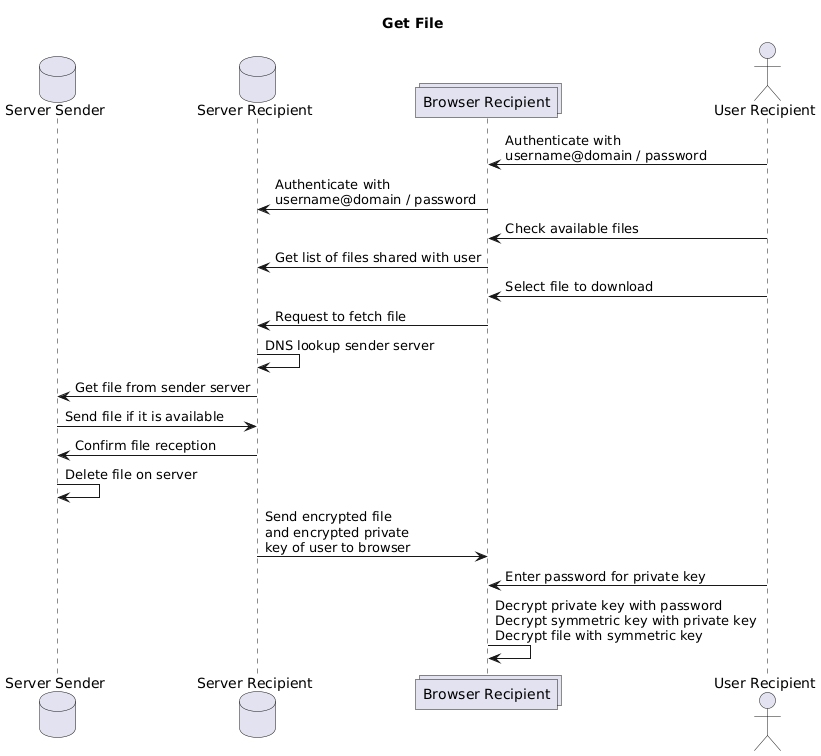 Get File
Server Sender
Server Recipient
Browser Recipient
User Recipient
Authenticate with
username@domain / password
Authenticate with
username@domain / password
Check available files
Get list of files shared with user
Select file to download
Request to fetch file
DNS lookup sender server
Get file from sender server
Send file if it is available
Confirm file reception
Delete file on server
Send encrypted file
and encrypted private
key of user to browser
Enter password for private key
Decrypt private key with password
Decrypt symmetric key with private key
Decrypt file with symmetric key
Server Sender
Server Recipient
Browser Recipient
User Recipient